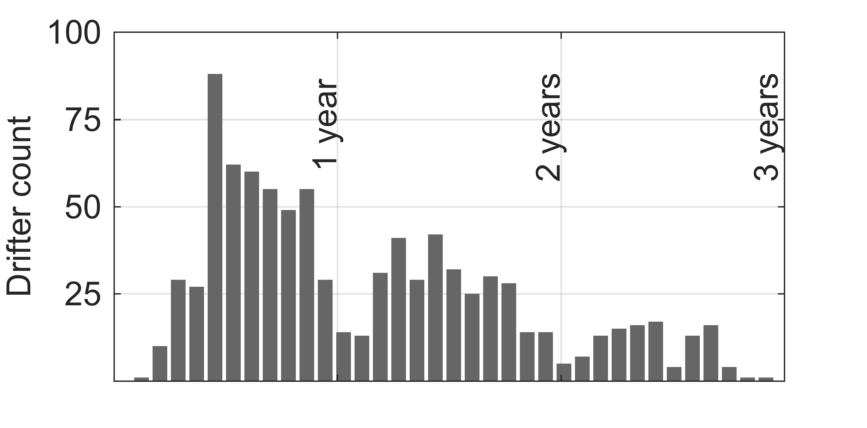 100
75
50
25
Drifter count
1 year
2 years
3 years